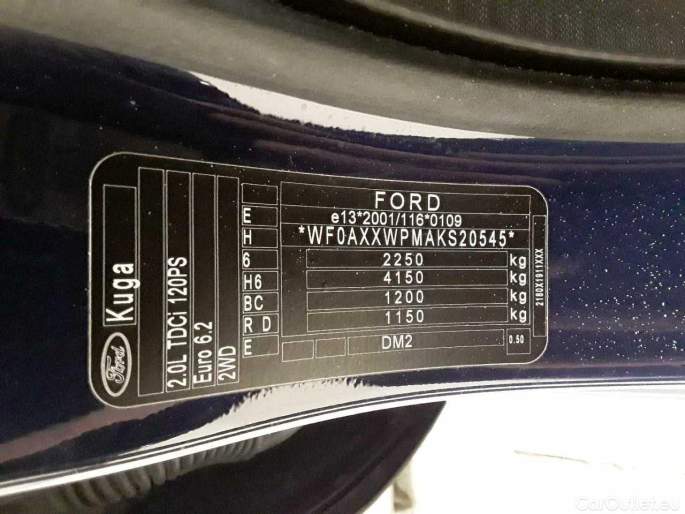 Ford
Kuga
2.0L TDCi 120PS
Euro 6.2
2WD
E
H
6
H6
BC
R D
E
FORD
e13*2001/116*0109
*WF0AXXWPMAKS20545*
2250 kg
4150 kg
1200 kg
1150 kg
DM2
0.50
2160X1911XXX
CarOutlet.eu